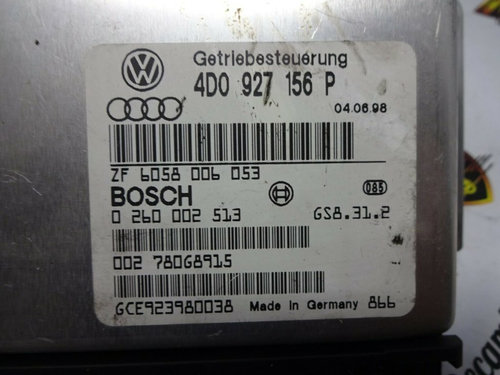 Getriebesteuerung
4D0 927 156 P
04.06.98
ZF 6058 006 053
BOSCH
085
0 260 002 513 GS8.31.2
002 78068915
GCE923980038 Made in Germany 866